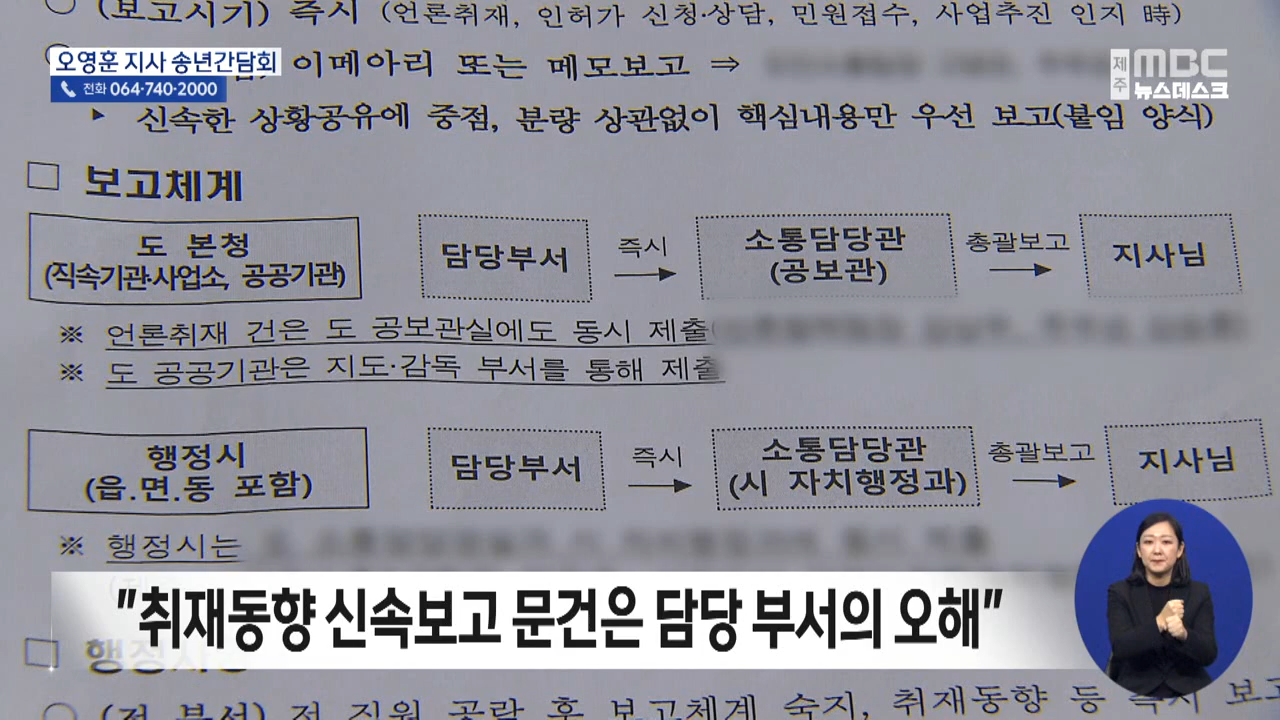 (보고시기) 즉시 (언론취재, 인허가 신청·상담, 민원접수, 사업추진 인지 時)
오영훈 지사 송년간담회
전화 064·740·2000
이메아리 또는 메모보고 ⇒
제주 MBC
뉴스데스크
▸ 신속한 상황공유에 중점, 분량 상관없이 핵심내용만 우선 보고(붙임 양식)
□ 보고체계
도 본청
(직속기관·사업소, 공공기관)
담당부서
즉시
소통담당관
(공보관)
총괄보고
지사님
※ 언론취재 건은 도 공보관실에도 동시 제출
※ 도 공공기관은 지도·감독 부서를 통해 제출
행정시
(읍.면.동 포함)
담당부서
즉시
소통담당관
(시 자치행정과)
총괄보고
지사님
※ 행정시는
"취재동향 신속보고 문건은 담당 부서의 오해"
□ 행정
○ (전 부서) 전 직원 공람 후 보고체계 숙지, 취재동향 등 즉시 보고